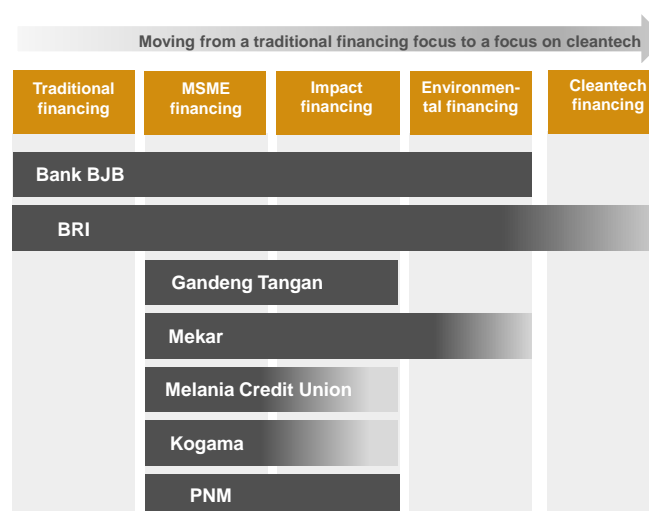 Moving from a traditional financing focus to a focus on cleantech
Traditional
financing
MSME
financing
Impact
financing
Environmen-
tal financing
Cleantech
financing
Bank BJB
BRI
Gandeng Tangan
Mekar
Melania Credit Union
Kogama
PNM